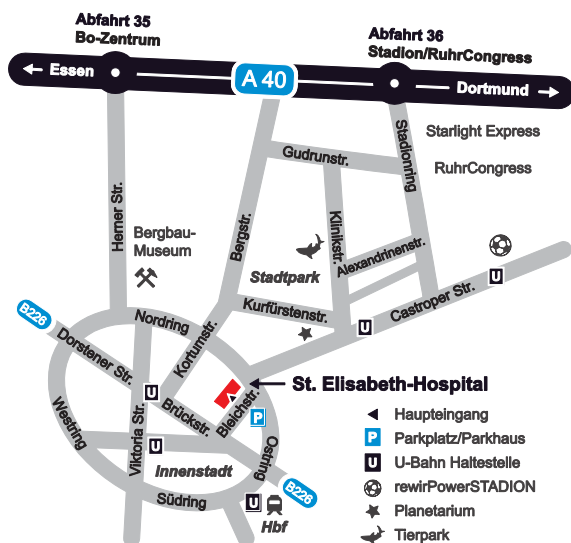 Abfahrt 35
Bo-Zentrum
Abfahrt 36
Stadion/RuhrCongress
Essen
A 40
Dortmund
Starlight Express
RuhrCongress
Gudrunstr.
Stadionring
Herner Str.
Bergstr.
Klinikstr.
Bergbau-
Museum
Stadtpark
Alexandrinenstr.
Kurfürstenstr.
Castroper Str.
U
U
B226
Nordring
Dorstener Str.
Kortumstr.
St. Elisabeth-Hospital
U
Brückstr.
Bleichstr.
P
Westring
Viktoria Str.
U
Innenstadt
Ostring
Südring
B226
U
Hbf
Haupteingang
P Parkplatz/Parkhaus
U U-Bahn Haltestelle
rewirPowerSTADION
Planetarium
Tierpark